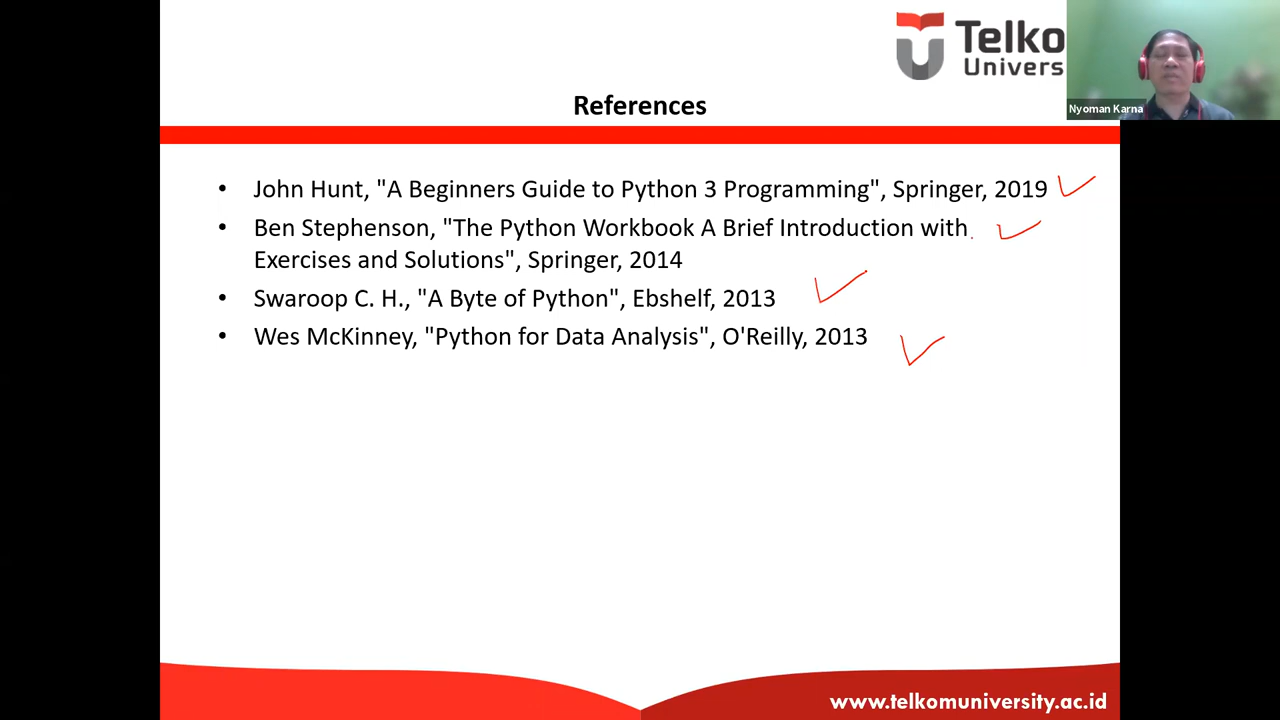 Telko
Univers
Nyoman Karna
References
• John Hunt, "A Beginners Guide to Python 3 Programming", Springer, 2019
• Ben Stephenson, "The Python Workbook A Brief Introduction with
Exercises and Solutions", Springer, 2014
• Swaroop C. H., "A Byte of Python", Ebshelf, 2013
• Wes McKinney, "Python for Data Analysis", O'Reilly, 2013
www.telkomuniversity.ac.id